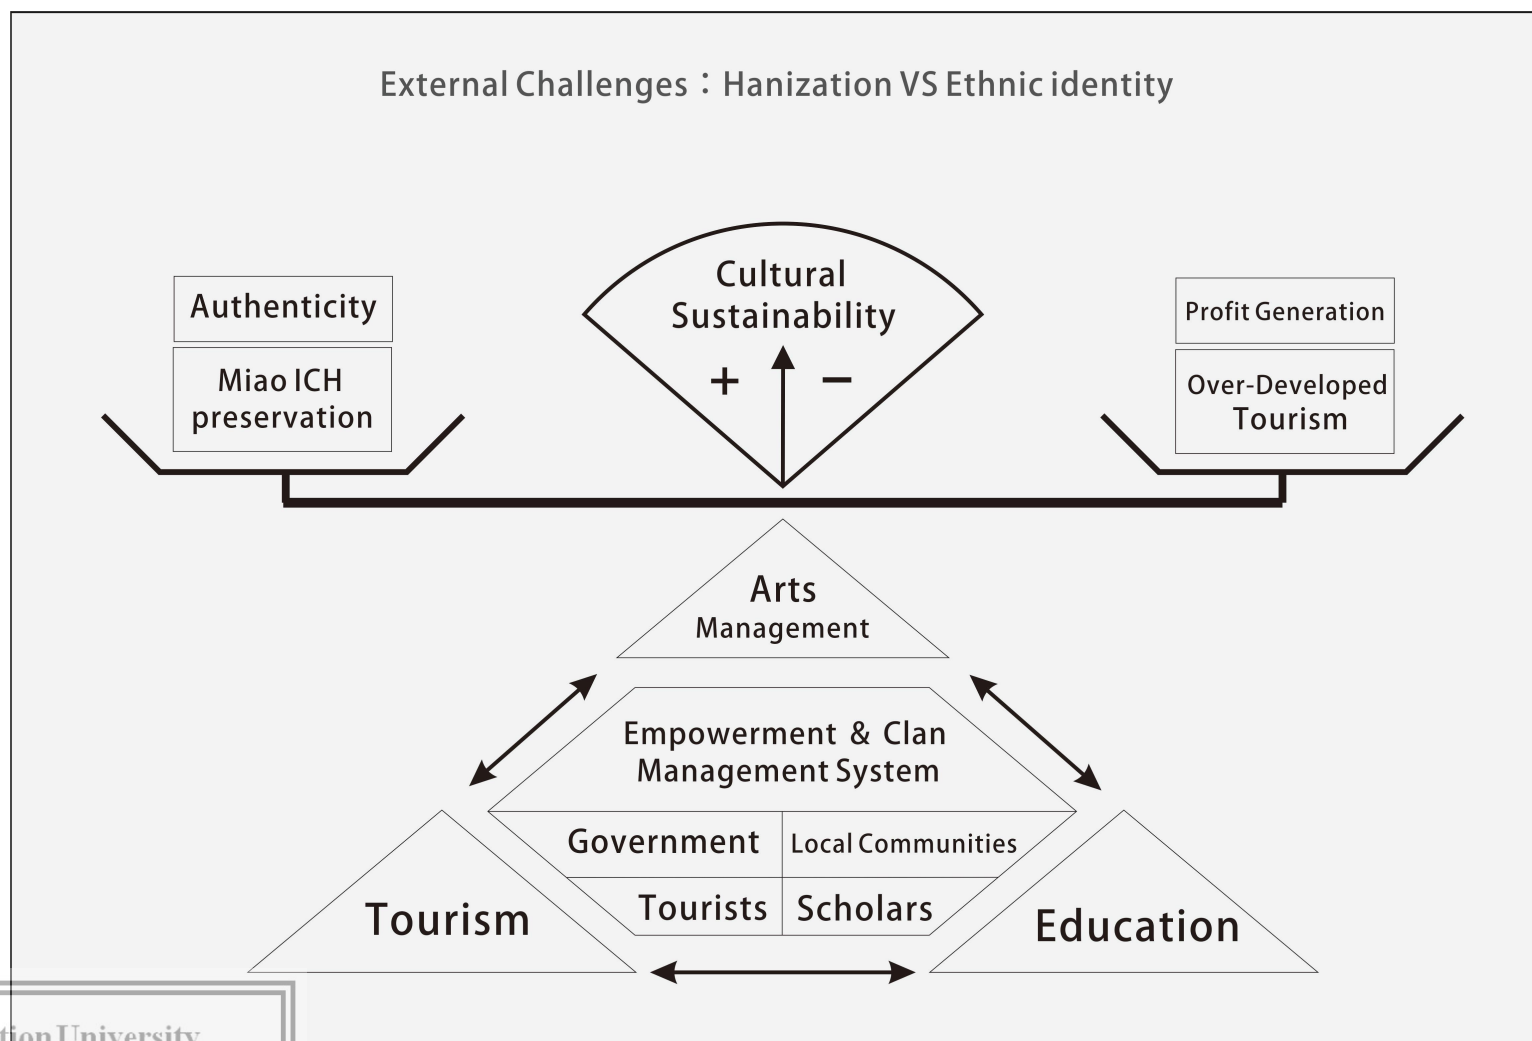 External Challenges：Hanization VS Ethnic identity
Authenticity
Miao ICH
preservation
Cultural
Sustainability
+ −
Profit Generation
Over-Developed
Tourism
Arts
Management
Empowerment & Clan
Management System
Government
Local Communities
Tourists
Scholars
Tourism
Education
University